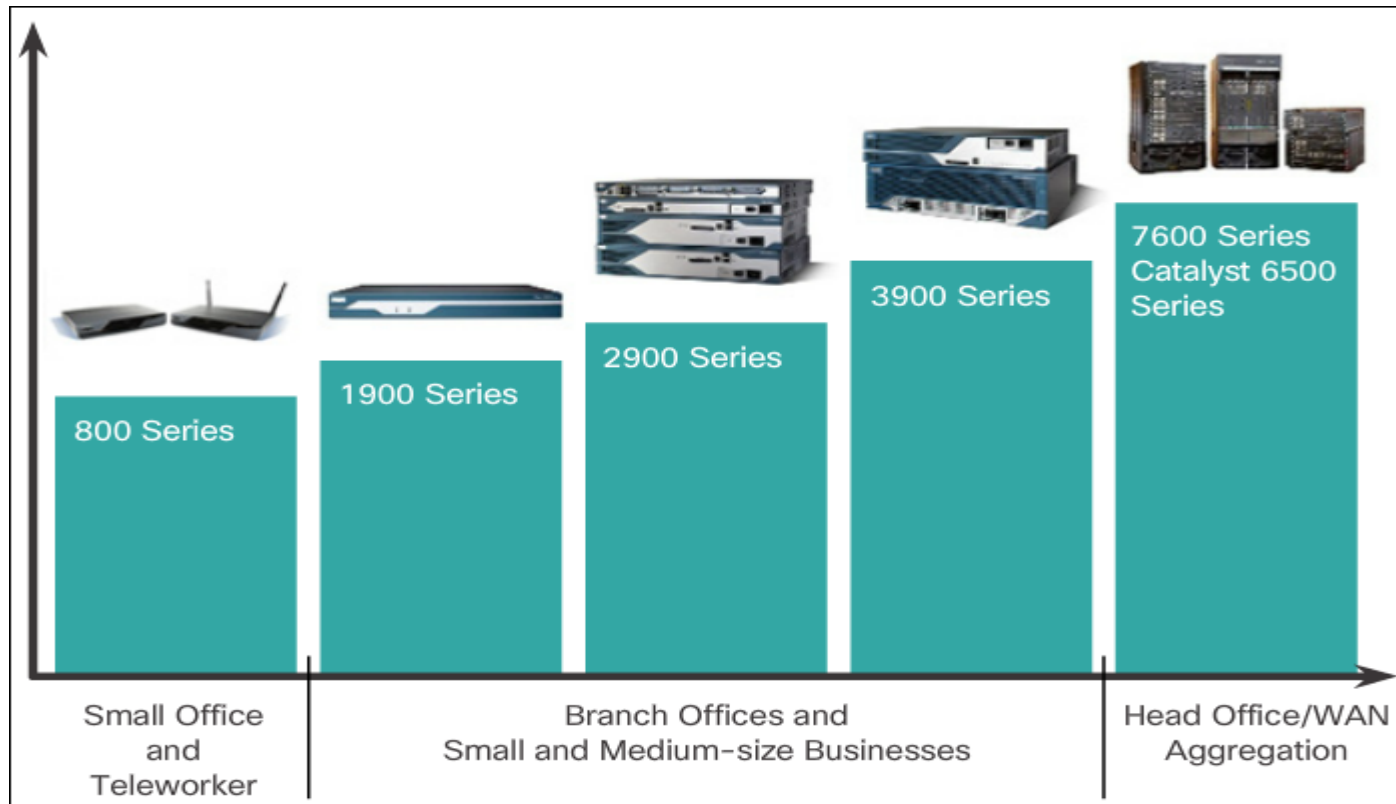 800 Series
1900 Series
2900 Series
3900 Series
7600 Series
Catalyst 6500
Series
Small Office
and
Teleworker
Branch Offices and
Small and Medium-size Businesses
Head Office/WAN
Aggregation